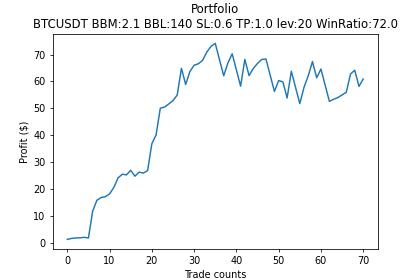 Portfolio
BTCUSDT BBM:2.1 BBL:140 SL:0.6 TP:1.0 lev:20 WinRatio:72.0
70
60
50
40
30
20
10
0
Profit ($)
0 10 20 30 40 50 60 70
Trade counts